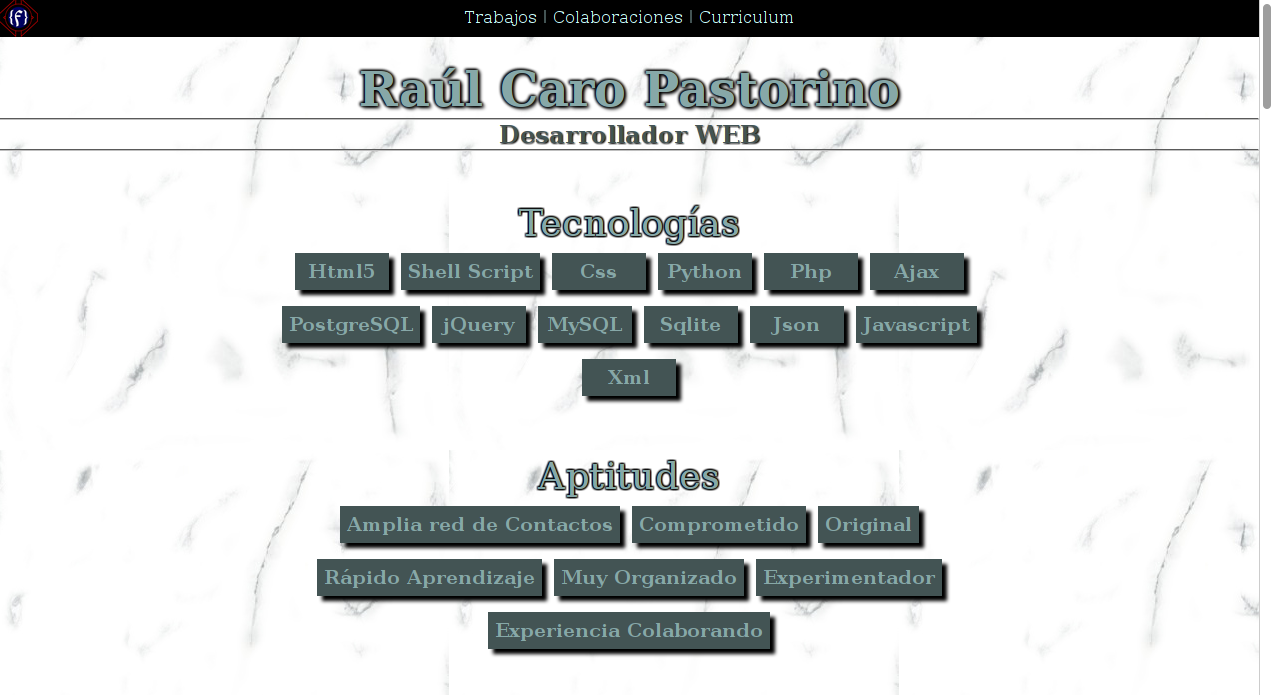 {f}
Trabajos | Colaboraciones | Curriculum
Raúl Caro Pastorino
Desarrollador WEB
Tecnologías
Html5 Shell Script Css Python Php Ajax
PostgreSQL jQuery MySQL Sqlite Json Javascript
Xml
Aptitudes
Amplia red de Contactos Comprometido Original
Rápido Aprendizaje Muy Organizado Experimentador
Experiencia Colaborando